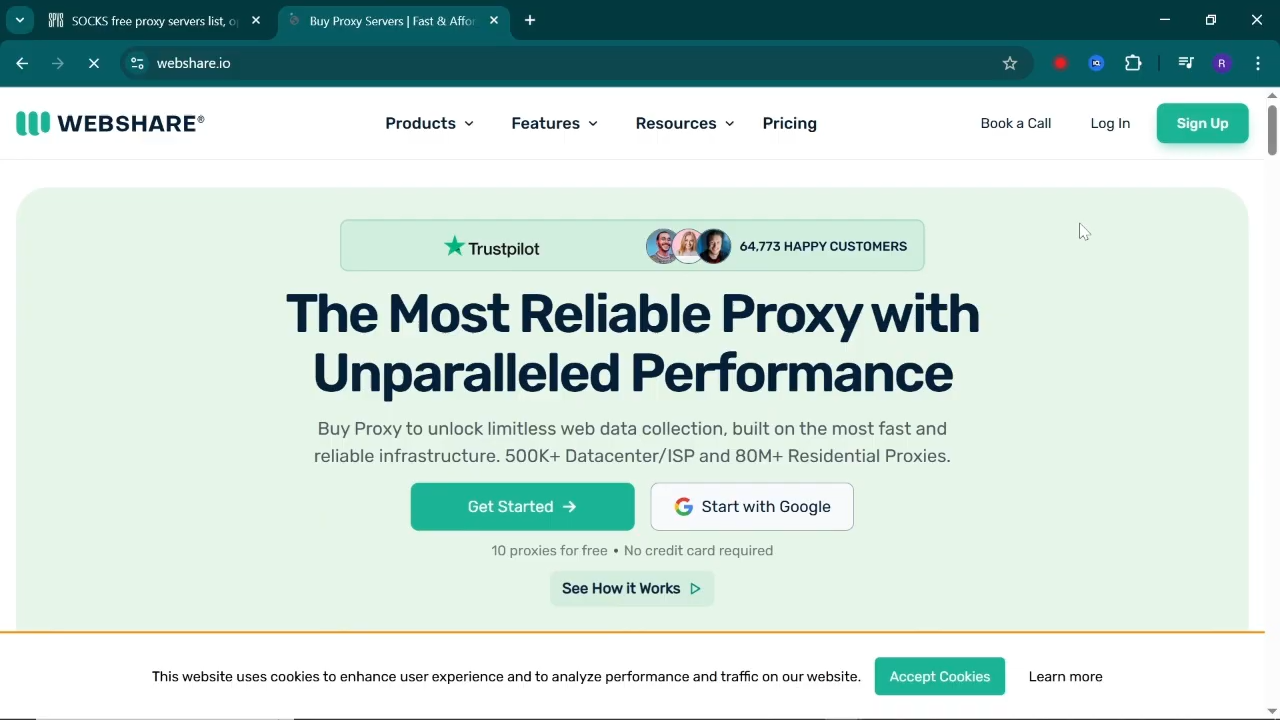 SOCKS free proxy servers list, o
Buy Proxy Servers | Fast & Affor
webshare.io
R
WEBSHARE®
Products
Features
Resources
Pricing
Book a Call
Log In
Sign Up
Trustpilot
64,773 HAPPY CUSTOMERS
The Most Reliable Proxy with
Unparalleled Performance
Buy Proxy to unlock limitless web data collection, built on the most fast and
reliable infrastructure. 500K+ Datacenter/ISP and 80M+ Residential Proxies.
Get Started →
Start with Google
10 proxies for free • No credit card required
See How it Works
This website uses cookies to enhance user experience and to analyze performance and traffic on our website.
Accept Cookies
Learn more